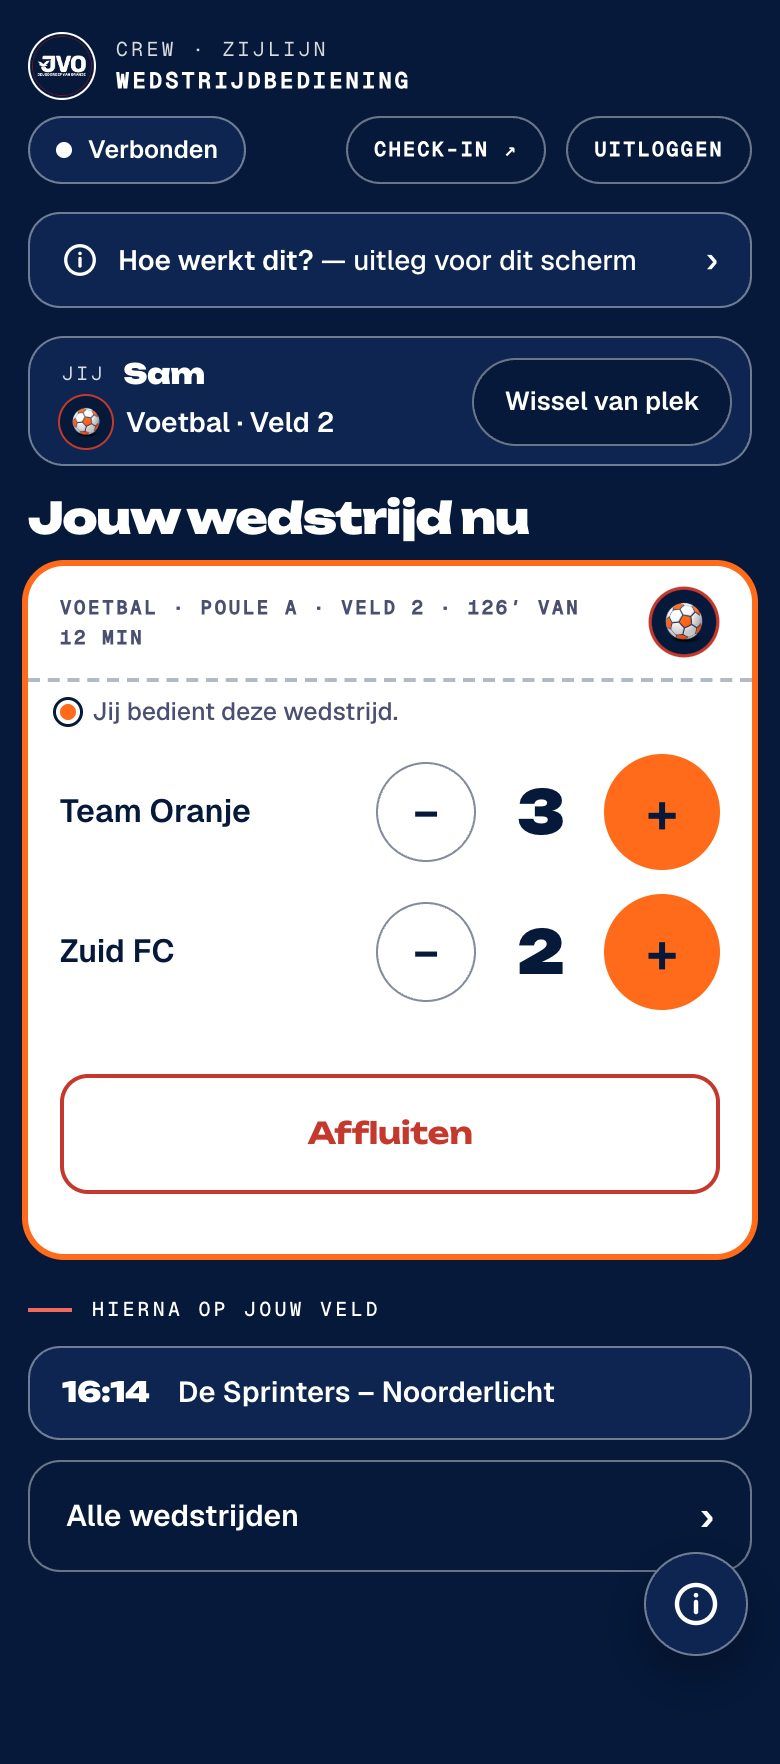 JVO
CREW · ZIJLIJN
WEDSTRIJDBEDIENING
Verbonden
CHECK-IN ↗
UITLOGGEN
Hoe werkt dit? — uitleg voor dit scherm ›
JIJ Sam
Voetbal · Veld 2
Wissel van plek
Jouw wedstrijd nu
VOETBAL · POULE A · VELD 2 · 126′ VAN
12 MIN
Jij bedient deze wedstrijd.
Team Oranje − 3 +
Zuid FC − 2 +
Affluiten
HIERNA OP JOUW VELD
16:14 De Sprinters – Noorderlicht
Alle wedstrijden ›